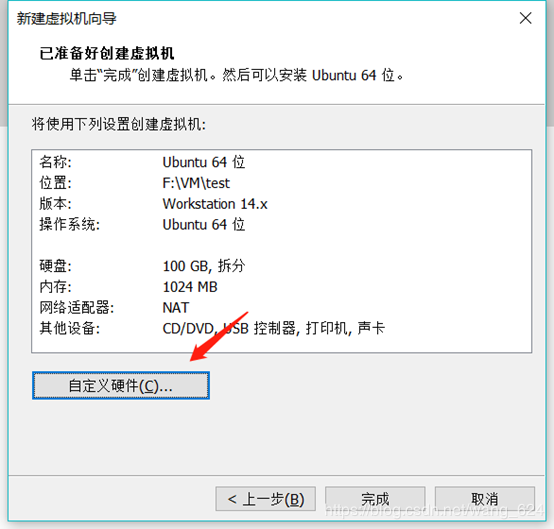 新建虚拟机向导
已准备好创建虚拟机
单击“完成”创建虚拟机。然后可以安装 Ubuntu 64 位。
将使用下列设置创建虚拟机:
名称: Ubuntu 64 位
位置: F:\VM\test
版本: Workstation 14.x
操作系统: Ubuntu 64 位
硬盘: 100 GB, 拆分
内存: 1024 MB
网络适配器: NAT
其他设备: CD/DVD, USB 控制器, 打印机, 声卡
自定义硬件(C)...
< 上一步(B) 完成 取消
https://blog.csdn.net/wang_624